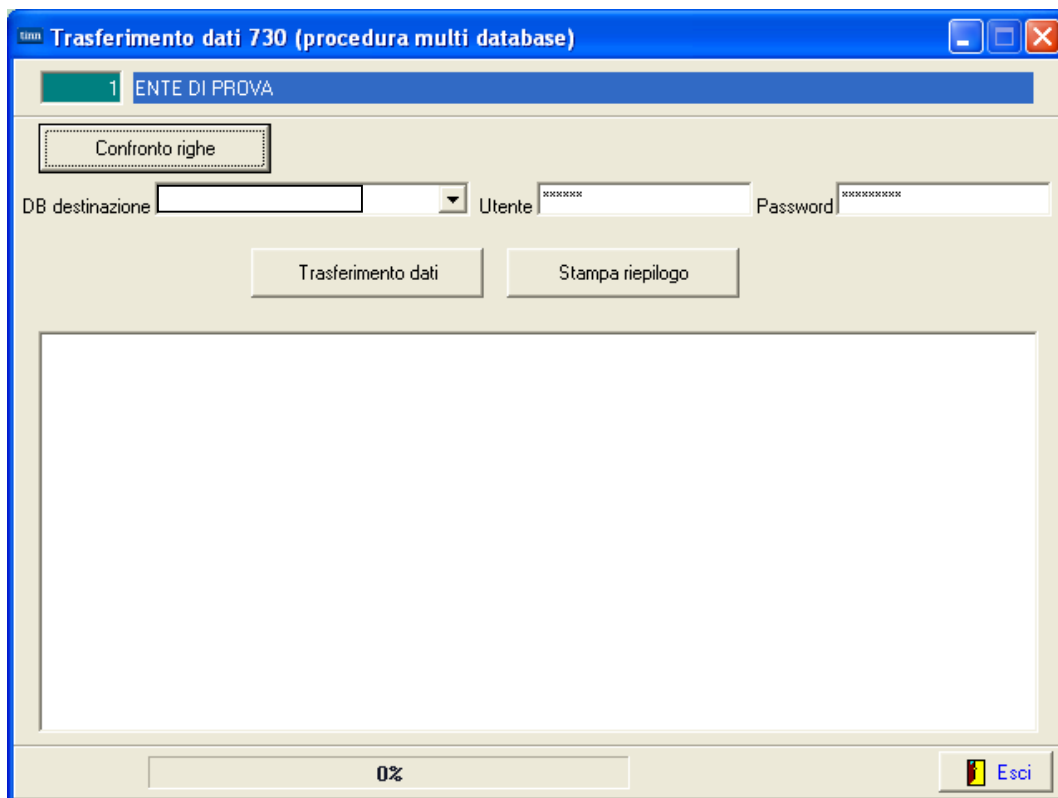 tinn Trasferimento dati 730 (procedura multi database)
1 ENTE DI PROVA
Confronto righe
DB destinazione Utente ****** Password *********
Trasferimento dati Stampa riepilogo
0% Esci